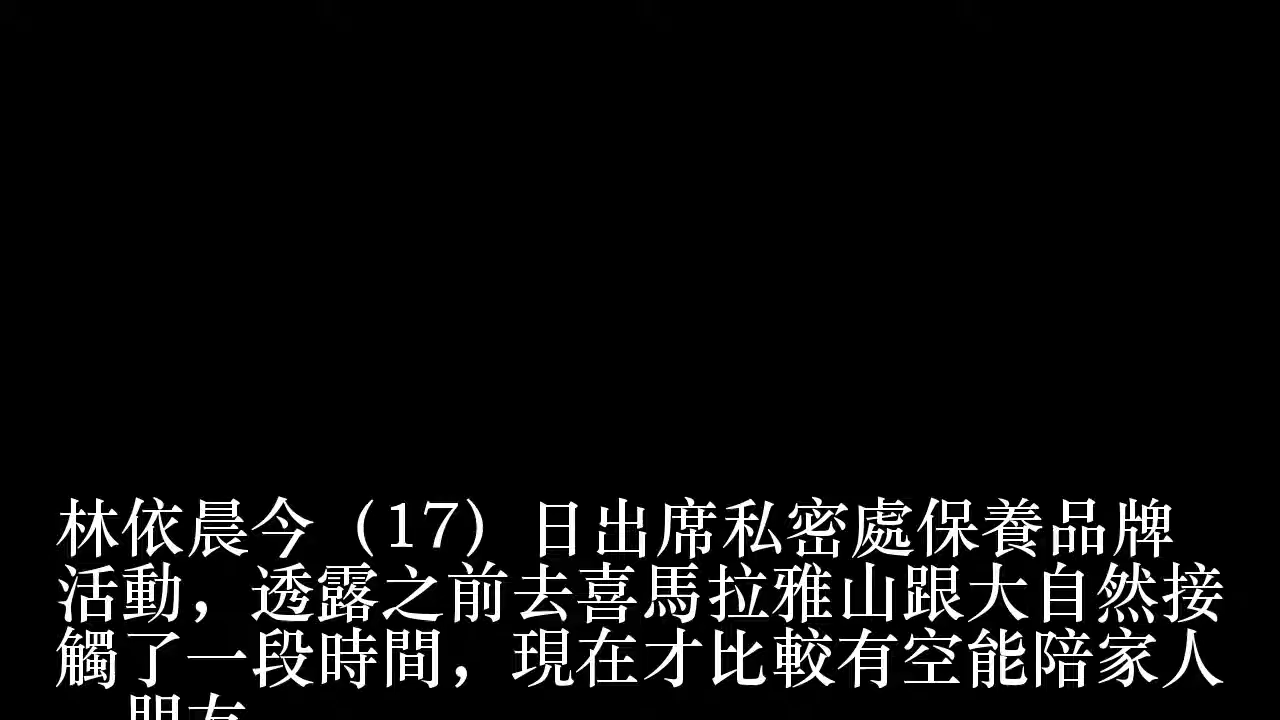 林依晨今（17）日出席私密處保養品牌
活動，透露之前去喜馬拉雅山跟大自然接
觸了一段時間，現在才比較有空能陪家人
朋友